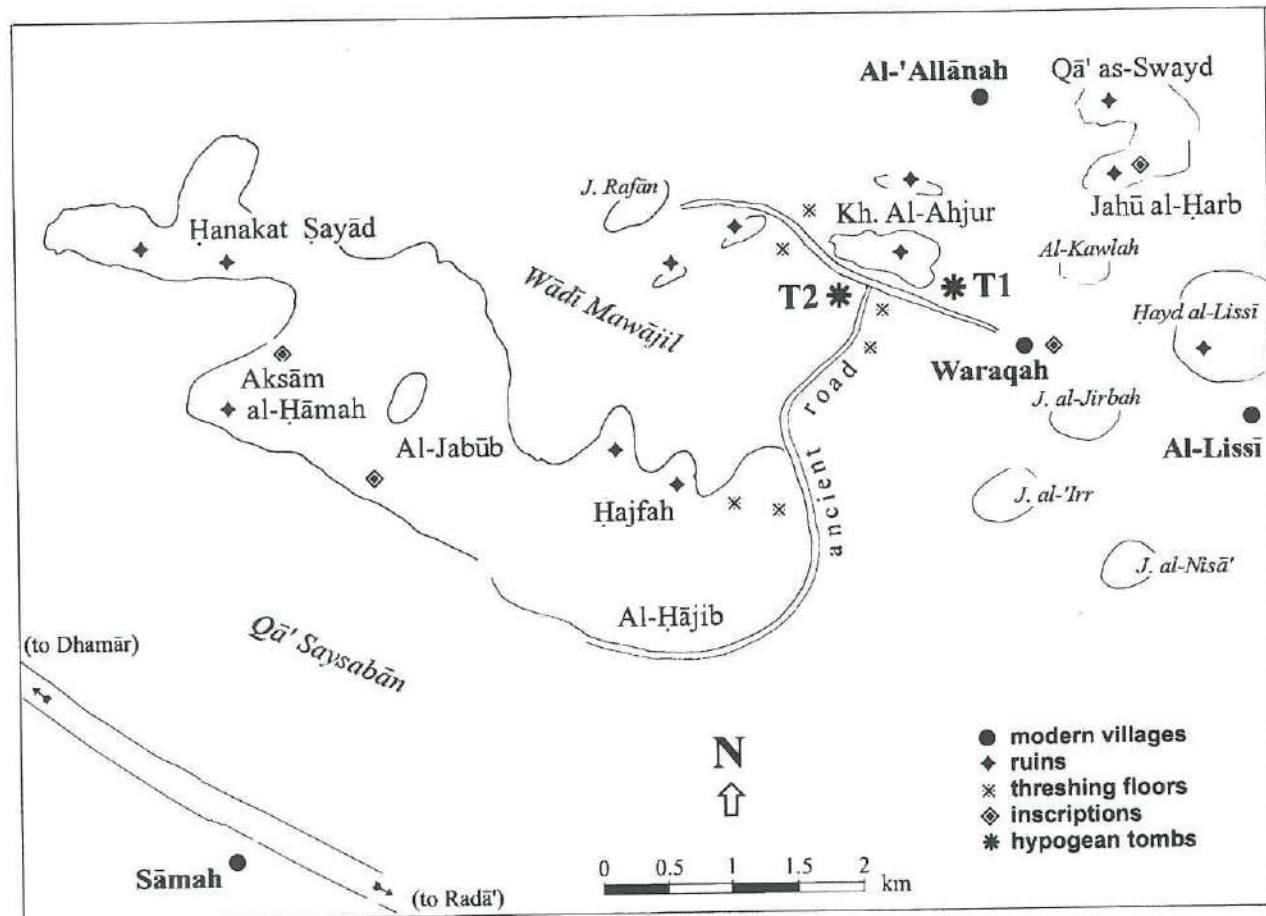 Al-'Allānah
Qā' as-Swayd
J. Rafān
Kh. Al-Ahjur
Jahū al-Ḥarb
Ḥanakat Ṣayād
Al-Kawlah
Wādī Mawājil
T2
T1
Ḥayd al-Lissī
Waraqah
Aksām
al-Ḥāmah
J. al-Jirbah
Al-Lissī
Al-Jabūb
ancient road
J. al-'Irr
Ḥajfah
J. al-Nisā'
Al-Ḥājib
(to Dhamār)
Qā' Saysabān
N
modern villages
ruins
threshing floors
inscriptions
hypogean tombs
Sāmah
(to Radā')
0 0.5 1 1.5 2
km